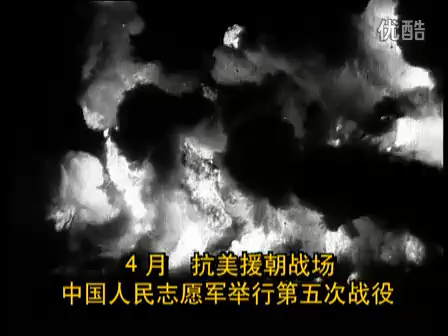 优酷
4月 抗美援朝战场
中国人民志愿军举行第五次战役